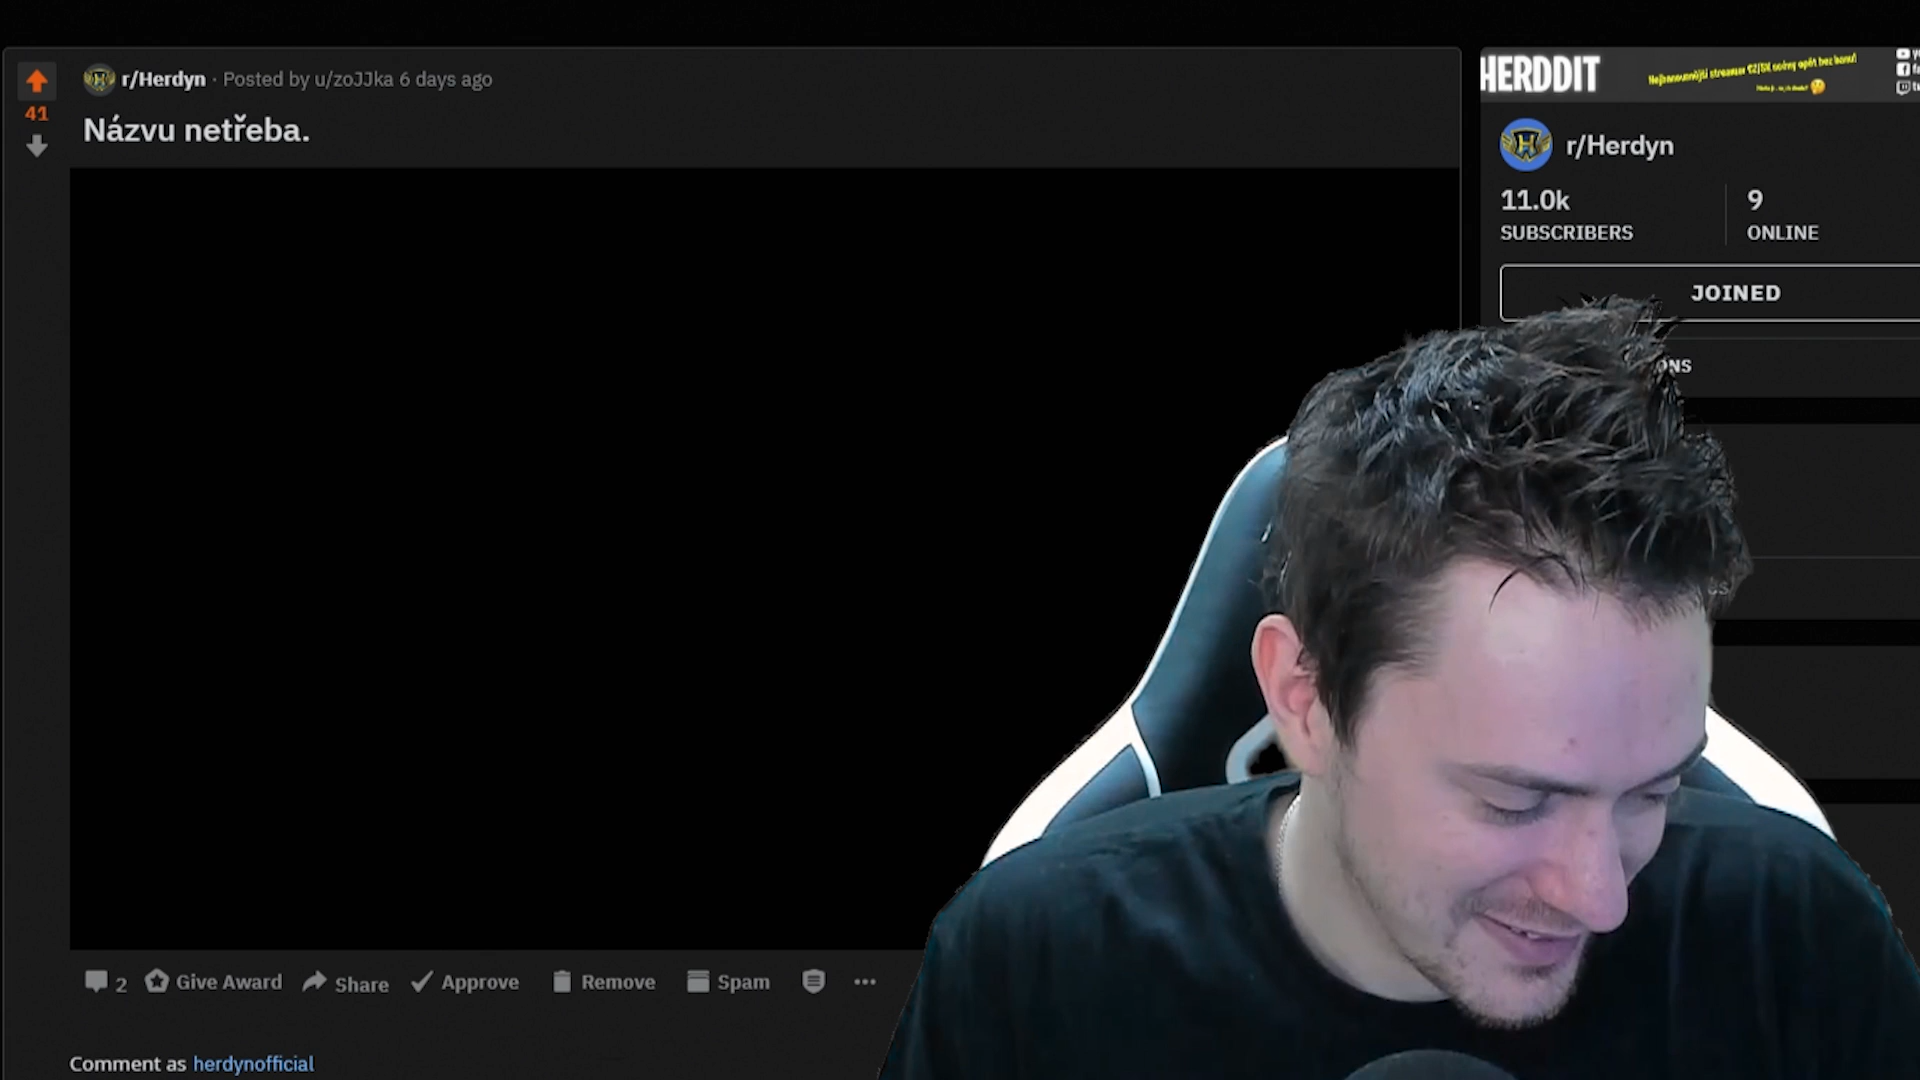 r/Herdyn · Posted by u/zoJJka 6 days ago
41
Názvu netřeba.
2 Give Award Share Approve Remove Spam
Comment as herdynofficial
HERDDIT
r/Herdyn
11.0k
SUBSCRIBERS
9
ONLINE
JOINED
ONS